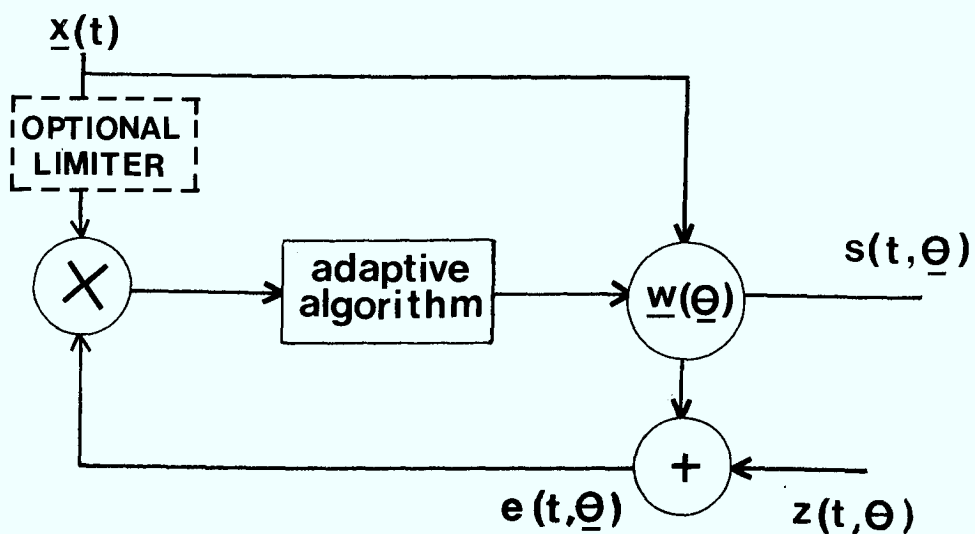 x(t)
OPTIONAL
LIMITER
×
adaptive
algorithm
w(Θ)
s(t,Θ)
+
e(t,Θ)
z(t,Θ)